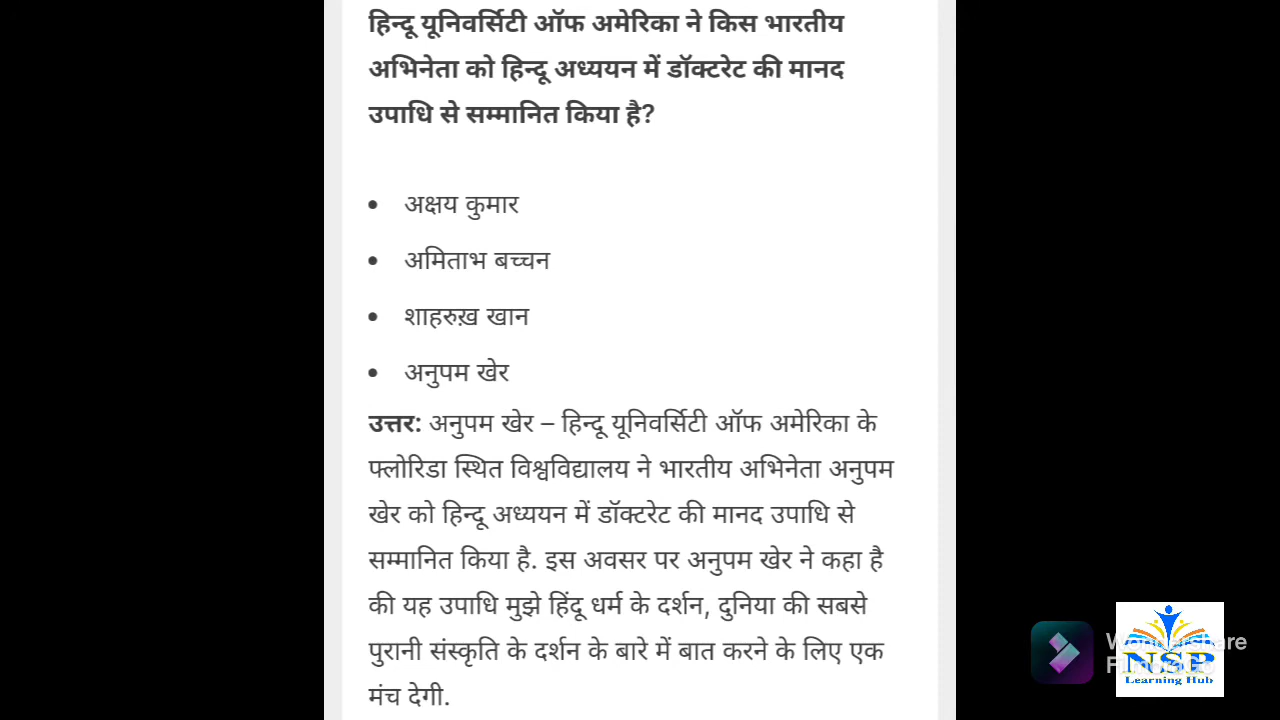 हिन्दू यूनिवर्सिटी ऑफ अमेरिका ने किस भारतीय
अभिनेता को हिन्दू अध्ययन में डॉक्टरेट की मानद
उपाधि से सम्मानित किया है?
• अक्षय कुमार
• अमिताभ बच्चन
• शाहरुख़ खान
• अनुपम खेर
उत्तर: अनुपम खेर – हिन्दू यूनिवर्सिटी ऑफ अमेरिका के
फ्लोरिडा स्थित विश्वविद्यालय ने भारतीय अभिनेता अनुपम
खेर को हिन्दू अध्ययन में डॉक्टरेट की मानद उपाधि से
सम्मानित किया है. इस अवसर पर अनुपम खेर ने कहा है
की यह उपाधि मुझे हिंदू धर्म के दर्शन, दुनिया की सबसे
पुरानी संस्कृति के दर्शन के बारे में बात करने के लिए एक
मंच देगी.
NSP
Learning Hub